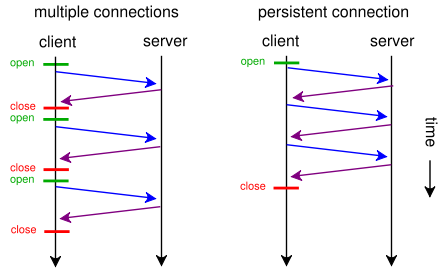 multiple connections
client
server
open
close
open
close
open
close
persistent connection
client
server
open
close
time